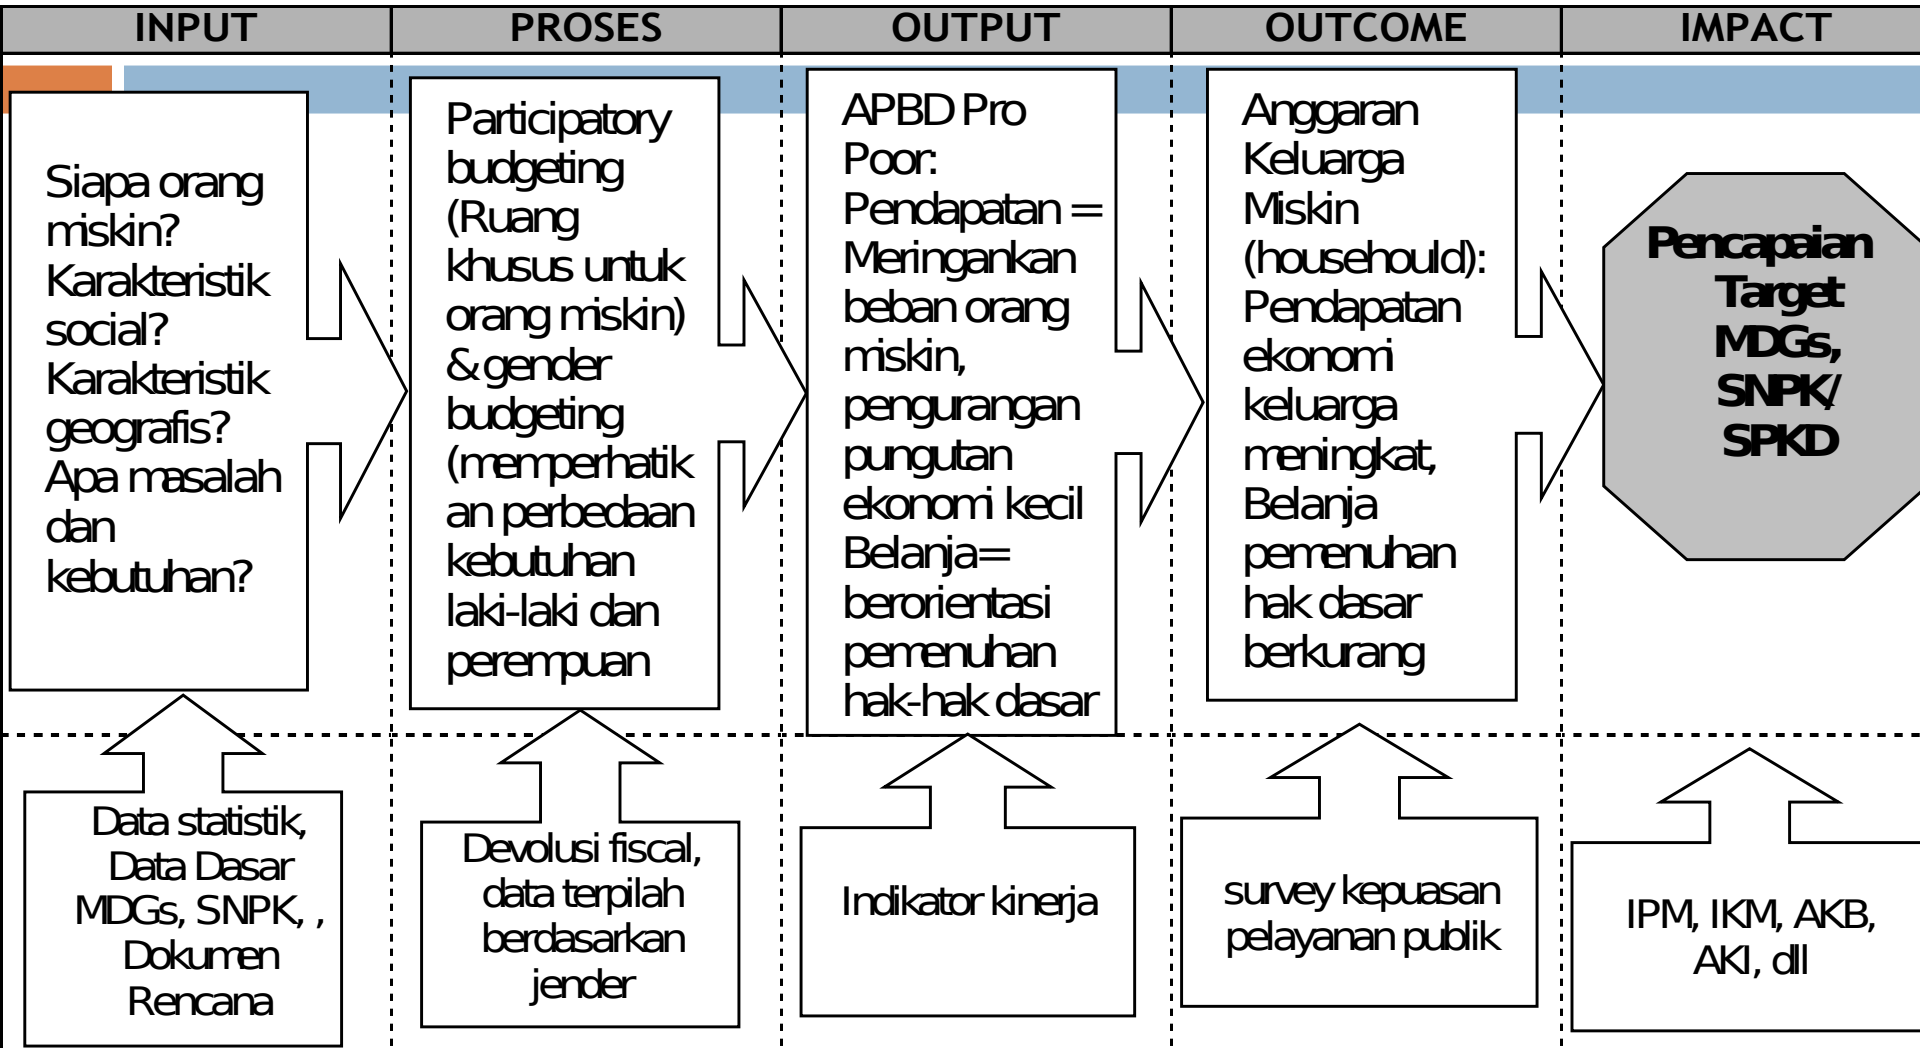 INPUT PROSES OUTPUT OUTCOME IMPACT
Siapa orang
miskin?
Karakteristik
social?
Karakteristik
geografis?
Apa masalah
dan
kebutuhan?
Participatory
budgeting
(Ruang
khusus untuk
orang miskin)
& gender
budgeting
(memperhatik
an perbedaan
kebutuhan
laki-laki dan
perempuan
APBD Pro
Poor:
Pendapatan =
Meringankan
beban orang
miskin,
pengurangan
pungutan
ekonomi kecil
Belanja=
berorientasi
pemenuhan
hak-hak dasar
Anggaran
Keluarga
Miskin
(househould):
Pendapatan
ekonomi
keluarga
meningkat,
Belanja
pemenuhan
hak dasar
berkurang
Pencapaian
Target
MDGs,
SNPK/
SPKD
Data statistik,
Data Dasar
MDGs, SNPK, ,
Dokumen
Rencana
Devolusi fiscal,
data terpilah
berdasarkan
jender
Indikator kinerja
survey kepuasan
pelayanan publik
IPM, IKM, AKB,
AKI, dll